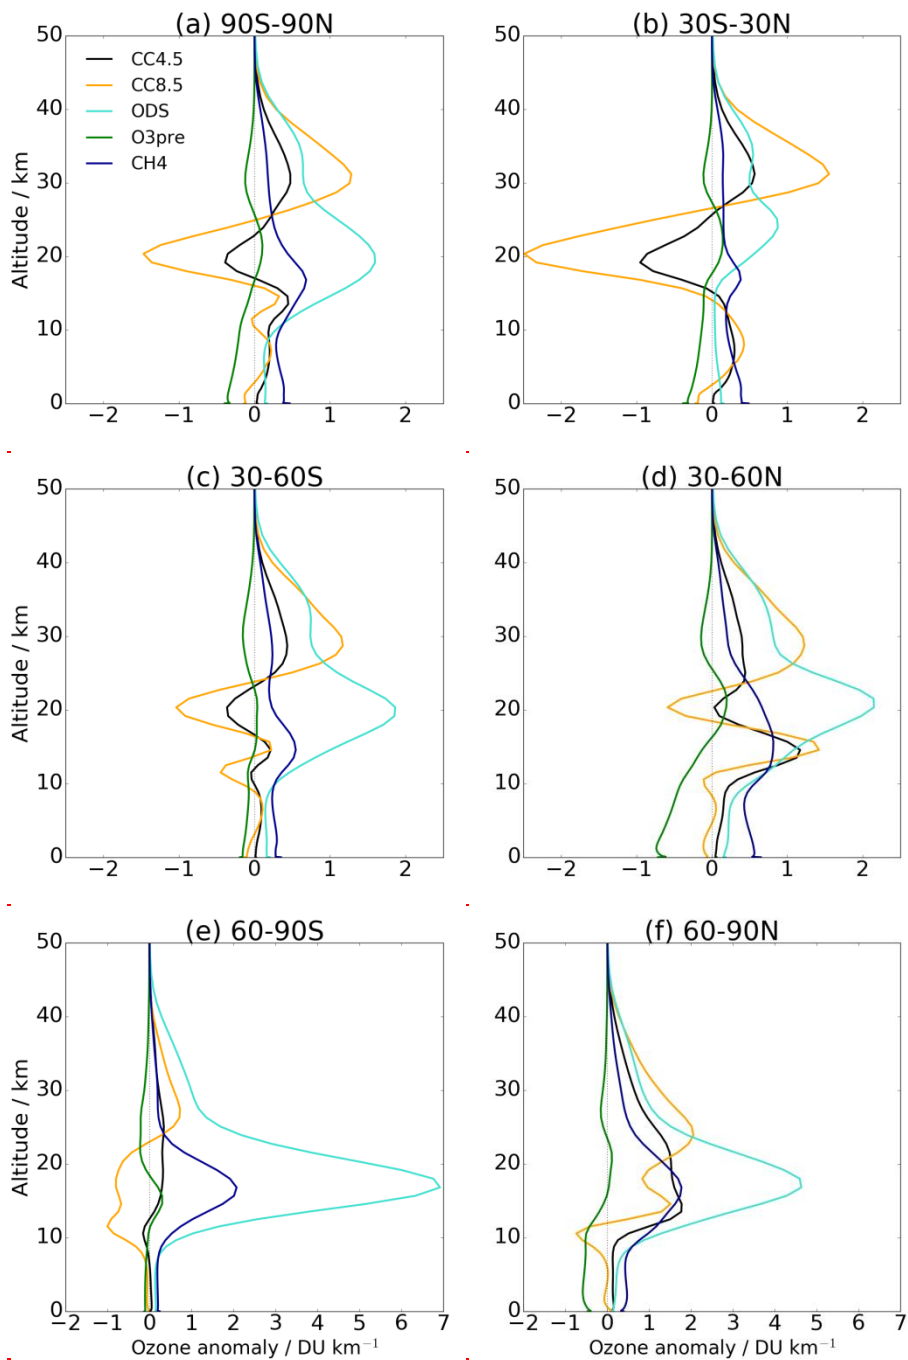 (a) 90S-90N
(b) 30S-30N
50
40
30
20
10
0
Altitude / km
CC4.5
CC8.5
ODS
O3pre
CH4
−2 −1 0 1 2
50
40
30
20
10
0
−2 −1 0 1 2
(c) 30-60S
(d) 30-60N
50
40
30
20
10
0
Altitude / km
−2 −1 0 1 2
50
40
30
20
10
0
−2 −1 0 1 2
(e) 60-90S
(f) 60-90N
50
40
30
20
10
0
Altitude / km
−2 −1 0 1 2 3 4 5 6 7
Ozone anomaly / DU km⁻¹
50
40
30
20
10
0
−2 −1 0 1 2 3 4 5 6 7
Ozone anomaly / DU km⁻¹